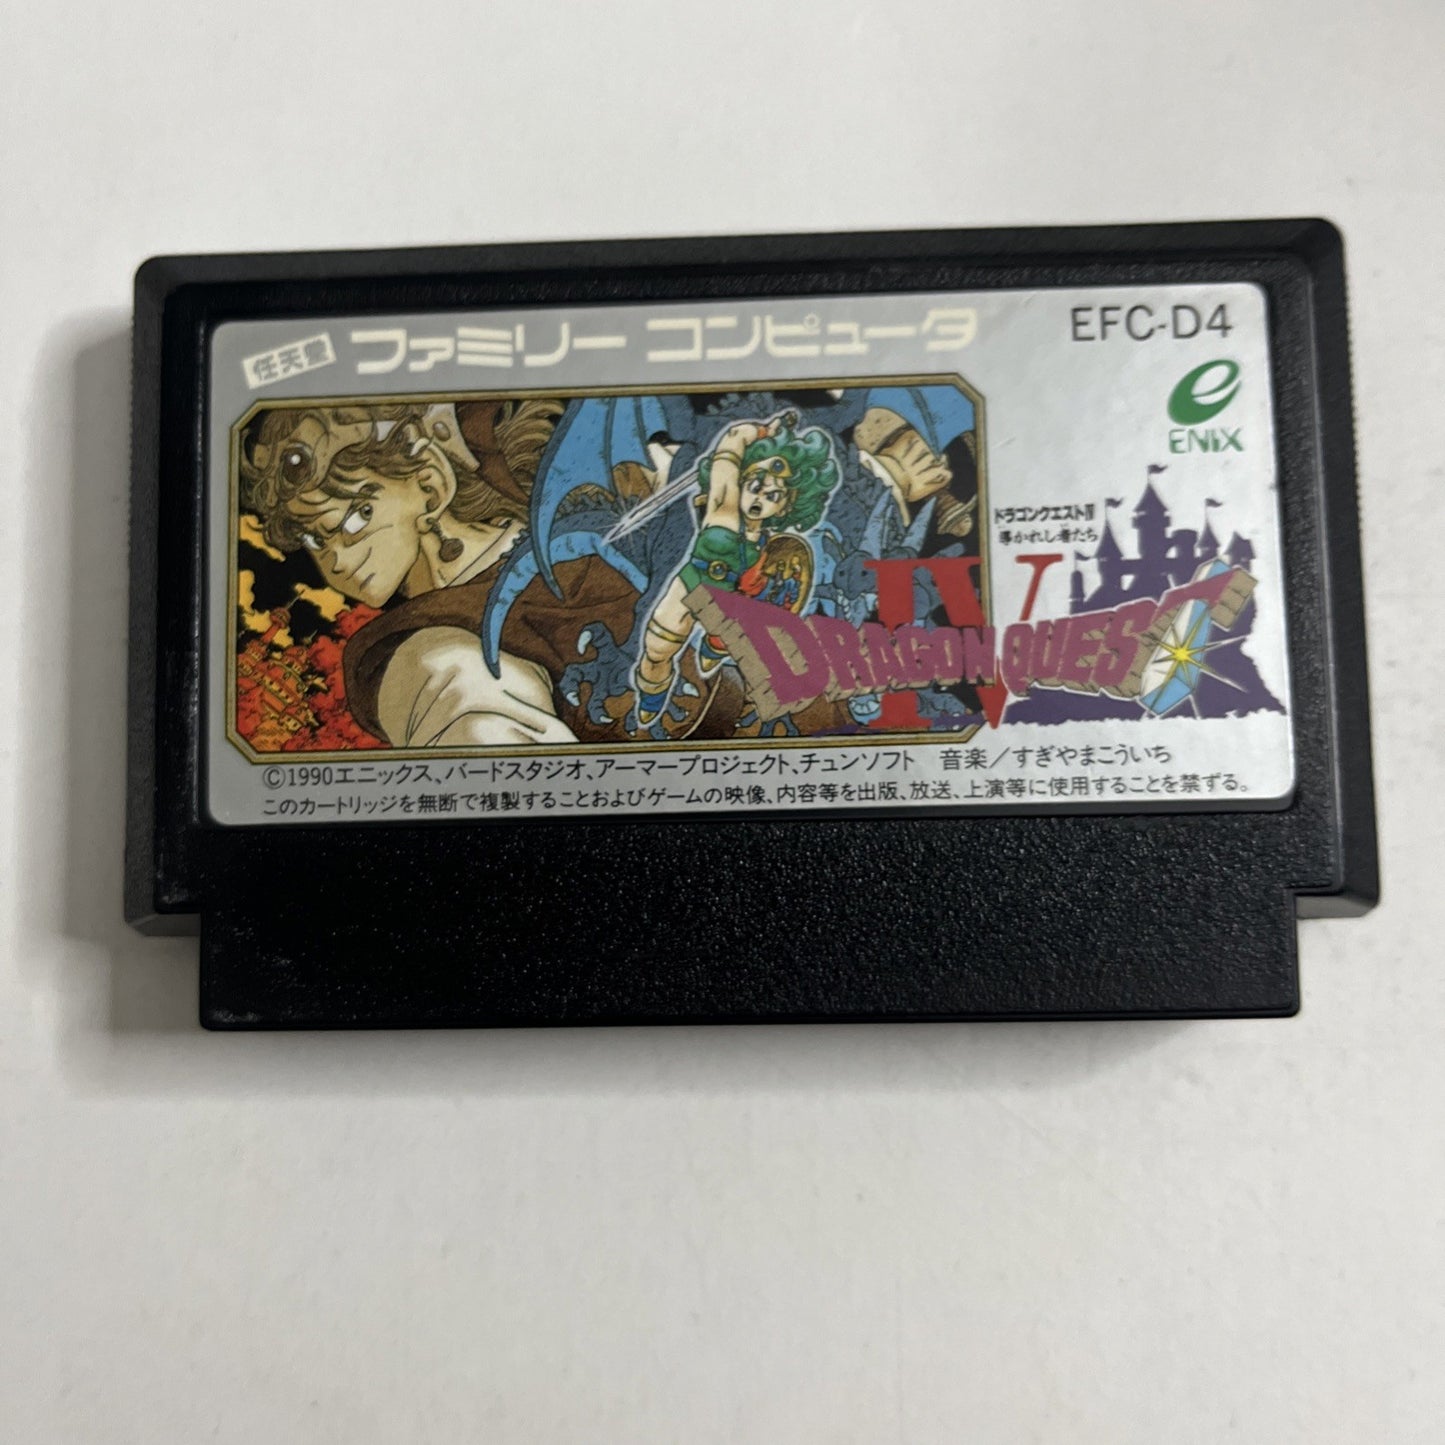 任天堂 ファミリー コンピュータ
EFC-D4
e
ENIX
ドラゴンクエストIV
導かれし者たち
IV
DRAGON QUEST
©1990エニックス、バードスタジオ、アーマープロジェクト、チュンソフト 音楽/すぎやまこういち
このカートリッジを無断で複製することおよびゲームの映像、内容等を出版、放送、上演等に使用することを禁ずる。